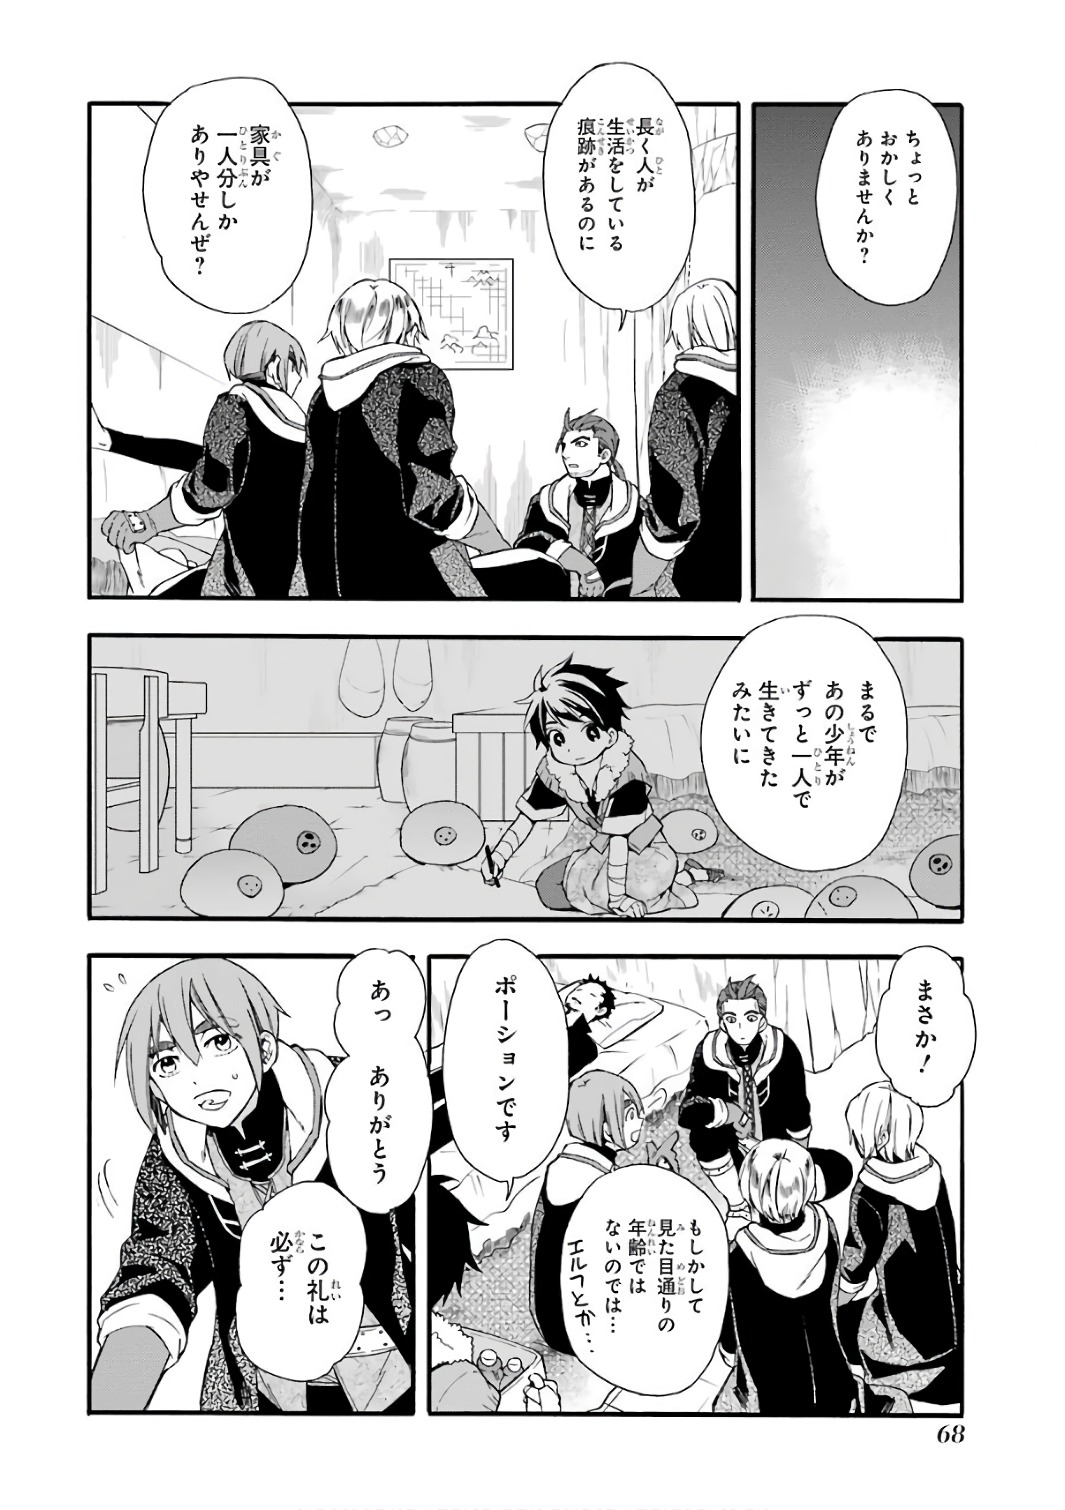 ちょっと
おかしく
ありませんか？
長く人が
生活をしている
痕跡があるのに
家具が
一人分しか
ありやせんぜ？
まるで
あの少年が
ずっと一人で
生きてきた
みたいに
まさか！
もしかして
見た目通りの
年齢では
ないのでは…
エルフとか…
ポーションです
あっ
ありがとう
この礼は
必ず…
68